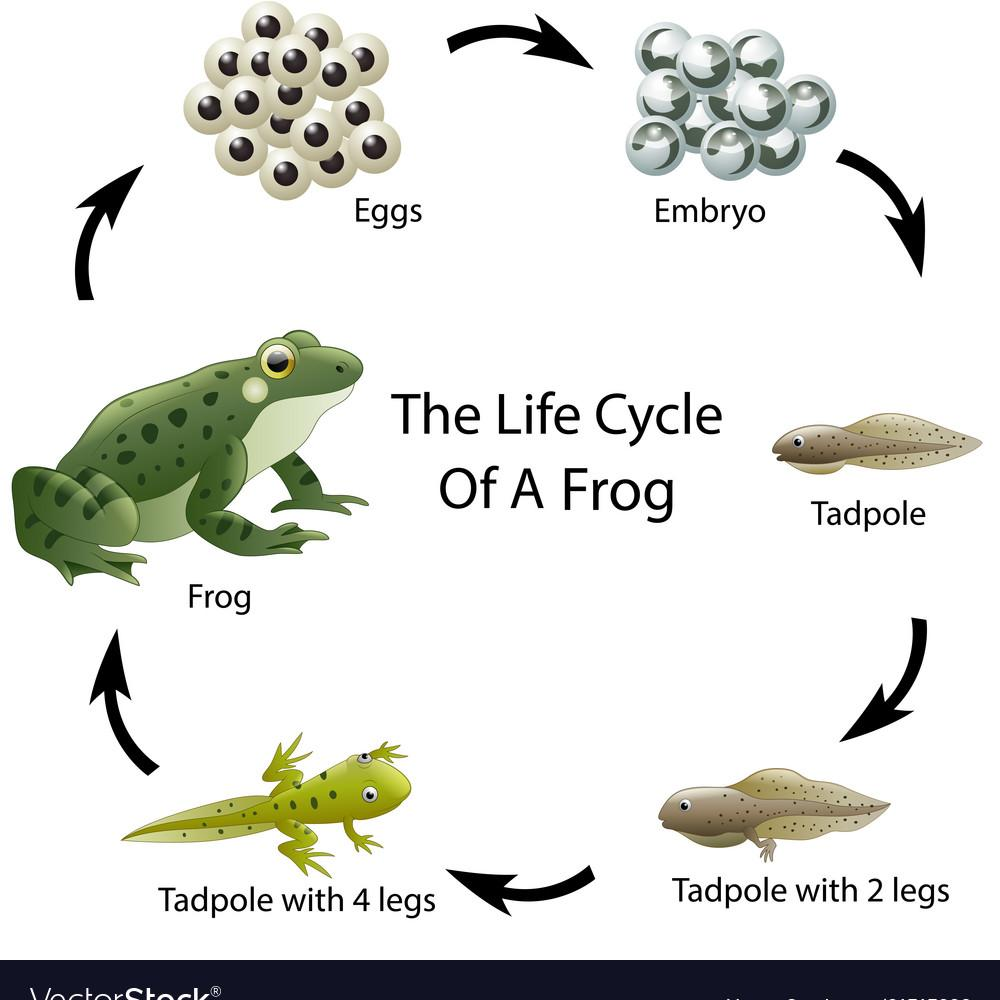 Eggs
Embryo
The Life Cycle
Of A Frog
Tadpole
Frog
Tadpole with 4 legs
Tadpole with 2 legs
VectorStock®